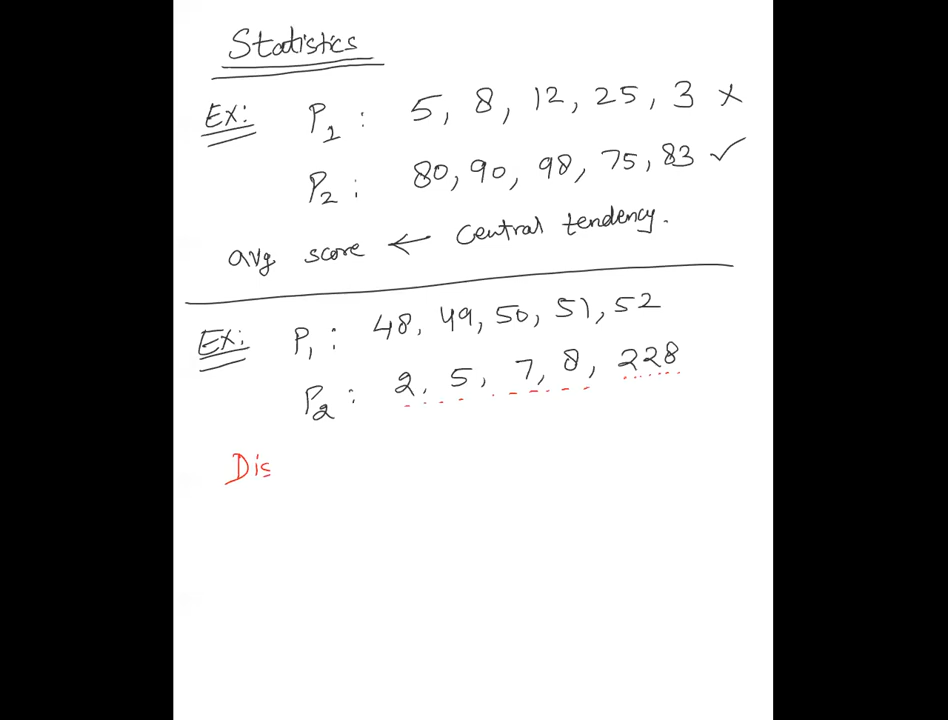 Statistics
EX: P1 : 5, 8, 12, 25, 3 ×
P2 : 80, 90, 98, 75, 83 ✓
avg score ← Central tendency.
EX: P1 : 48, 49, 50, 51, 52
P2 : 2, 5, 7, 8, 228
Dis